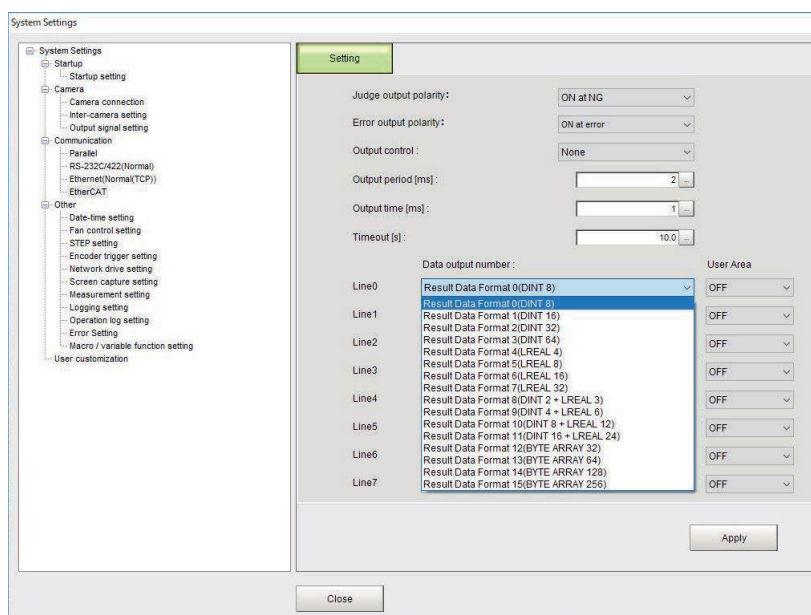 System Settings
System Settings
Startup
Startup setting
Camera
Camera connection
Inter-camera setting
Output signal setting
Communication
Parallel
RS-232C/422(Normal)
Ethernet(Normal(TCP))
EtherCAT
Other
Date-time setting
Fan control setting
STEP setting
Encoder trigger setting
Network drive setting
Screen capture setting
Measurement setting
Logging setting
Operation log setting
Error Setting
Macro / variable function setting
User customization
Setting
Judge output polarity: ON at NG
Error output polarity: ON at error
Output control : None
Output period [ms] : 2 ...
Output time [ms] : 1 ...
Timeout [s] : 10.0 ...
Data output number : User Area
Line0 Result Data Format 0(DINT 8) OFF
Result Data Format 0(DINT 8)
Line1 Result Data Format 1(DINT 16) OFF
Result Data Format 2(DINT 32)
Line2 Result Data Format 3(DINT 64) OFF
Result Data Format 4(LREAL 4)
Result Data Format 5(LREAL 8)
Line3 Result Data Format 6(LREAL 16) OFF
Result Data Format 7(LREAL 32)
Line4 Result Data Format 8(DINT 2 + LREAL 3) OFF
Result Data Format 9(DINT 4 + LREAL 6)
Line5 Result Data Format 10(DINT 8 + LREAL 12) OFF
Result Data Format 11(DINT 16 + LREAL 24)
Line6 Result Data Format 12(BYTE ARRAY 32) OFF
Result Data Format 13(BYTE ARRAY 64)
Result Data Format 14(BYTE ARRAY 128)
Line7 Result Data Format 15(BYTE ARRAY 256) OFF
Apply
Close